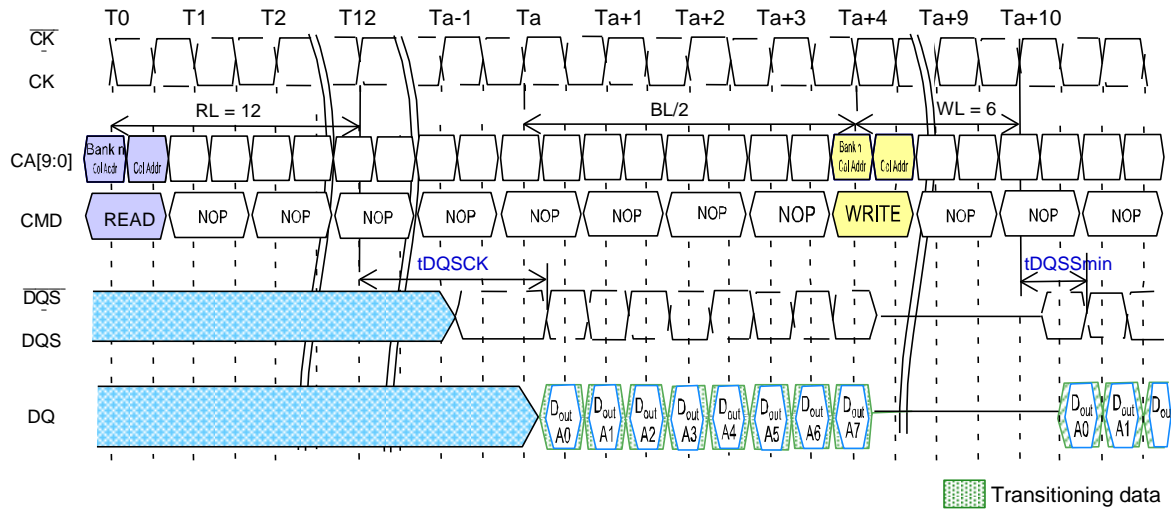 T0 T1 T2 T12 Ta-1 Ta Ta+1 Ta+2 Ta+3 Ta+4 Ta+9 Ta+10
CK
CK
RL = 12 BL/2 WL = 6
CA[9:0] Bank n Col Addr Col Addr Bank n Col Addr Col Addr
CMD READ NOP NOP NOP NOP NOP NOP NOP NOP WRITE NOP NOP NOP
tDQSCK tDQSSmin
DQS
DQS
DQ Dout A0 Dout A1 Dout A2 Dout A3 Dout A4 Dout A5 Dout A6 Dout A7 Dout A0 Dout A1 Dou
Transitioning data